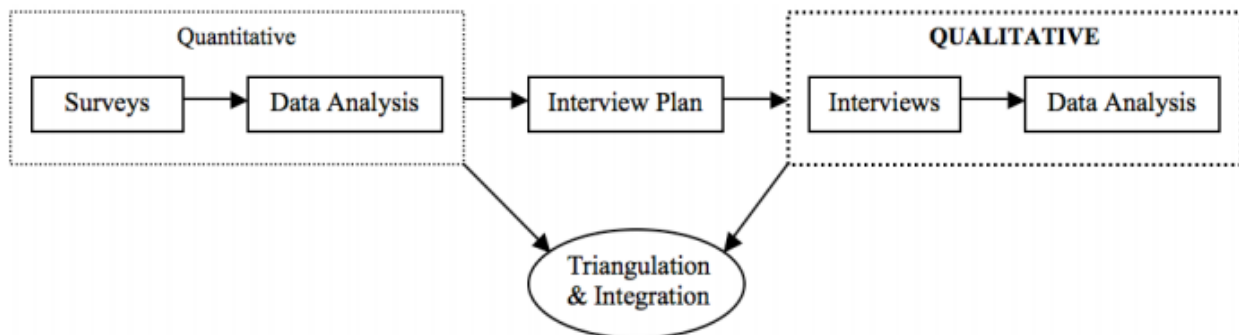 Quantitative
QUALITATIVE
Surveys
Data Analysis
Interview Plan
Interviews
Data Analysis
Triangulation
& Integration